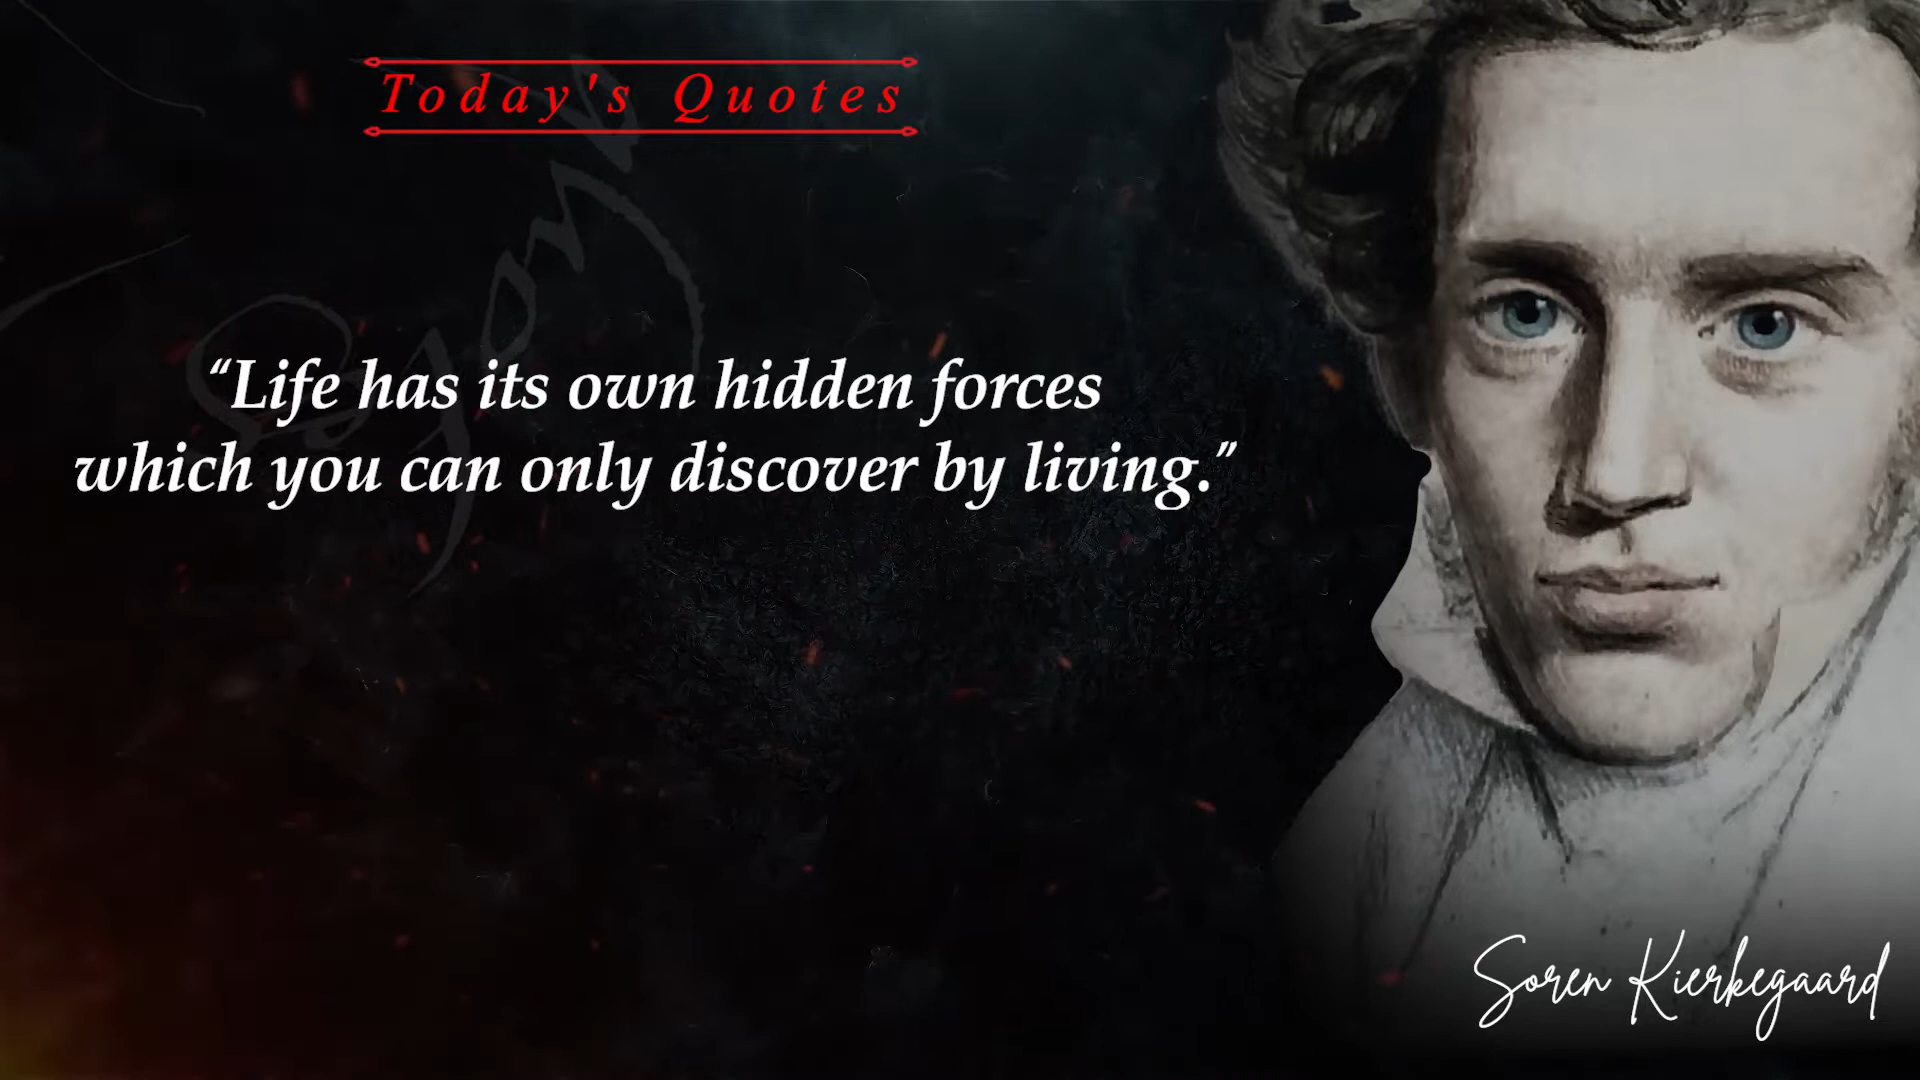 Today's Quotes
“Life has its own hidden forces
which you can only discover by living.”
Soren Kierkegaard